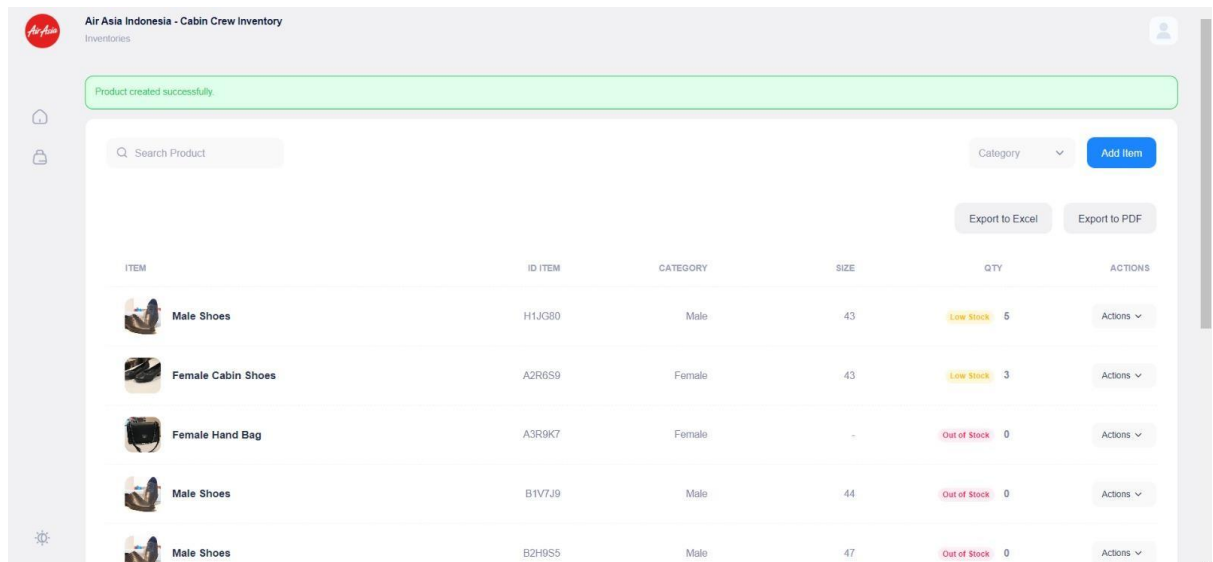 AirAsia
Air Asia Indonesia - Cabin Crew Inventory
Inventories
Product created successfully.
Search Product
Category
Add Item
Export to Excel
Export to PDF
ITEM ID ITEM CATEGORY SIZE QTY ACTIONS
Male Shoes H1JG80 Male 43 Low Stock 5 Actions
Female Cabin Shoes A2R6S9 Female 43 Low Stock 3 Actions
Female Hand Bag A3R9K7 Female - Out of Stock 0 Actions
Male Shoes B1V7J9 Male 44 Out of Stock 0 Actions
Male Shoes B2H9S5 Male 47 Out of Stock 0 Actions